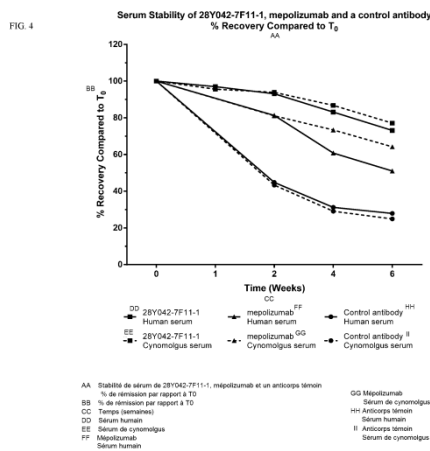 FIG. 4
Serum Stability of 28Y042-7F11-1, mepolizumab and a control antibody
% Recovery Compared to T0
AA
BB
% Recovery Compared to T0
120
100
80
60
40
20
0
0 1 2 4 6
Time (Weeks)
CC
DD 28Y042-7F11-1
Human serum
mepolizumab FF
Human serum
Control antibody HH
Human serum
EE 28Y042-7F11-1
Cynomolgus serum
mepolizumab GG
Cynomolgus serum
Control antibody II
Cynomolgus serum
AA Stabilité de sérum de 28Y042-7F11-1, mépolizumab et un anticorps témoin
% de rémission par rapport à T0
BB % de rémission par rapport à T0
CC Temps (semaines)
DD Sérum humain
EE Sérum de cynomolgus
FF Mépolizumab
Sérum humain
GG Mépolizumab
Sérum de cynomolgus
HH Anticorps témoin
Sérum humain
II Anticorps témoin
Sérum de cynomolgus